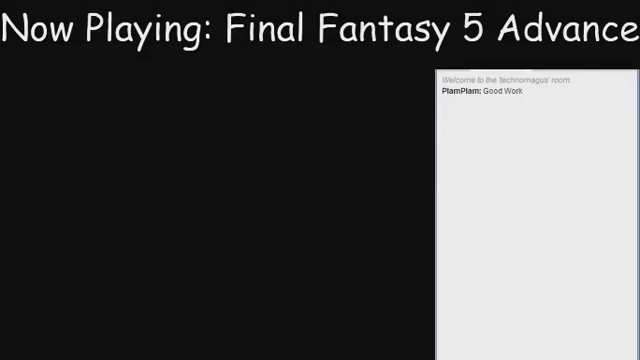 Now Playing: Final Fantasy 5 Advance
Welcome to the 'technomagus' room.
PlamPlam: Good Work